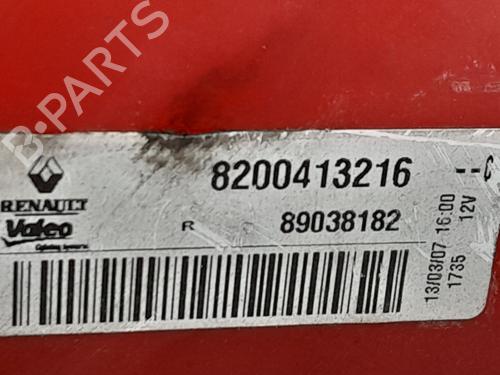 B-PARTS
8200413216 --C
RENAULT
Valeo R 89038182
13/03/07 16:00
1735 12V